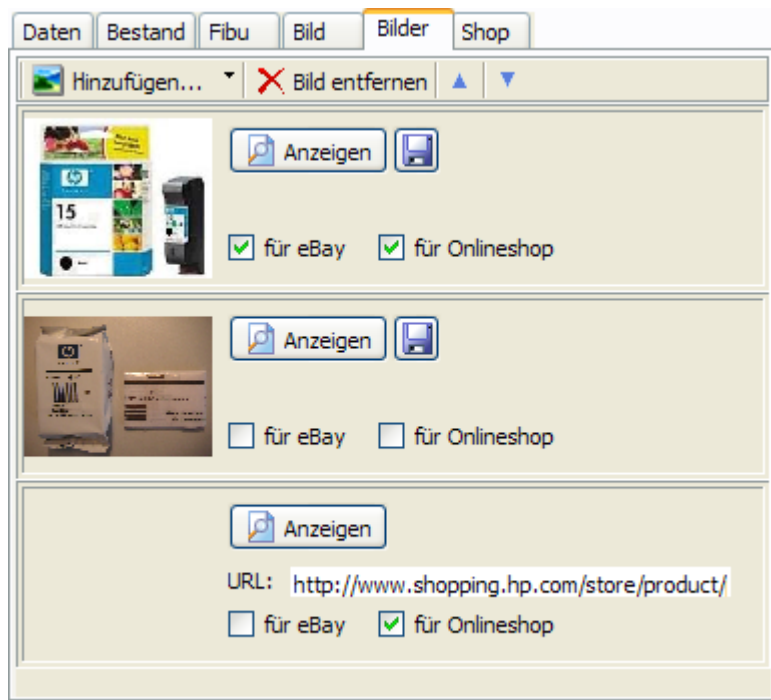 Daten Bestand Fibu Bild Bilder Shop
Hinzufügen... Bild entfernen
15
Anzeigen
für eBay für Onlineshop
Anzeigen
für eBay für Onlineshop
Anzeigen
URL: http://www.shopping.hp.com/store/product/
für eBay für Onlineshop